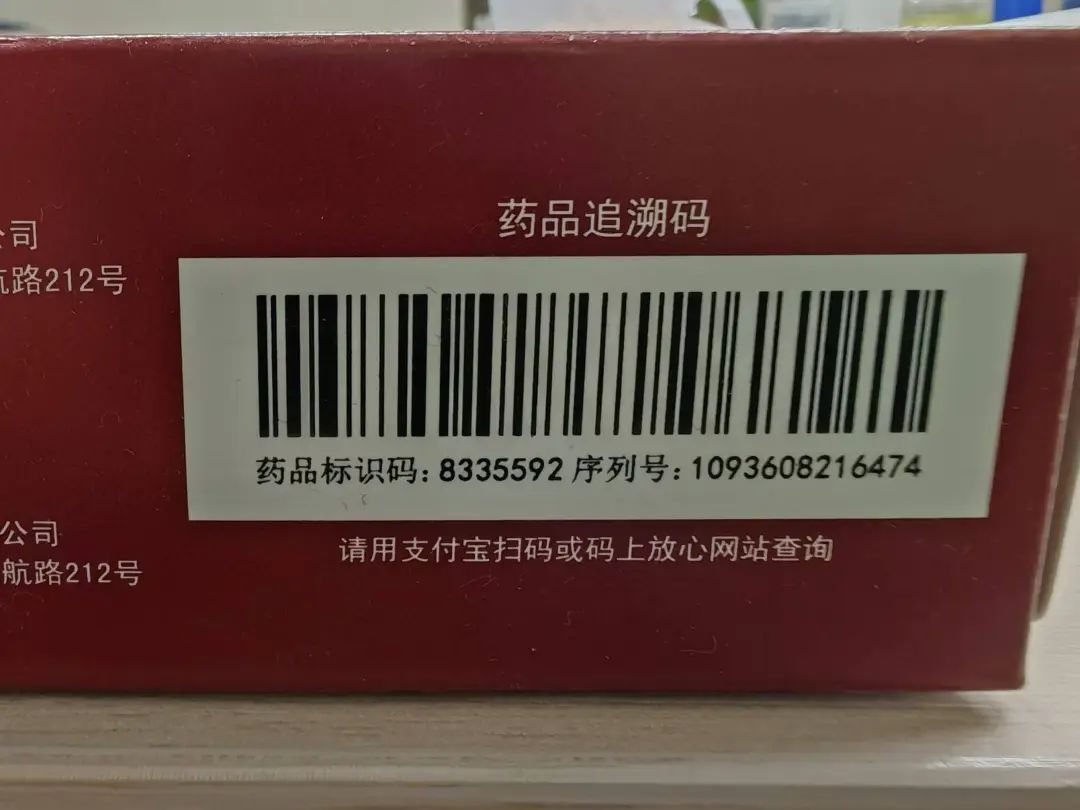 药品追溯码
公司
航路212号
药品标识码: 8335592 序列号: 1093608216474
请用支付宝扫码或码上放心网站查询
公司
航路212号